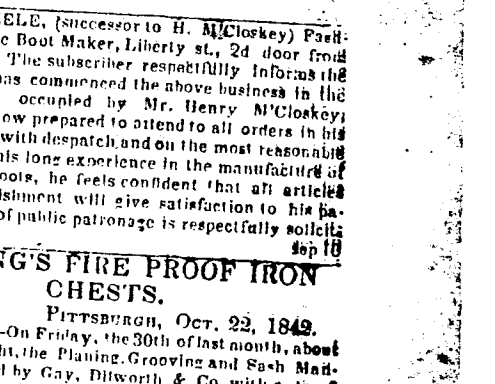 ELE, (successor to H. M'Closkey) Fash-
c Boot Maker, Liberty st., 2d door from
The subscriber respectfully informs the
has commenced the above business in the
occupied by Mr. Henry M'Closkey,
ow prepared to attend to all orders in his
with despatch, and on the most reasonable
his long experience in the manufacture of
oots, he feels confident that all articles
lishment will give satisfaction to his pa-
of public patronage is respectfully solicit-
sep 10
NG'S FIRE PROOF IRON
CHESTS.
PITTSBURGH, OCT. 22, 1842.
-On Friday, the 30th of last month, about
ht, the Planing, Grooving and Sash Man-
d by Gay, Dilworth & Co. with a